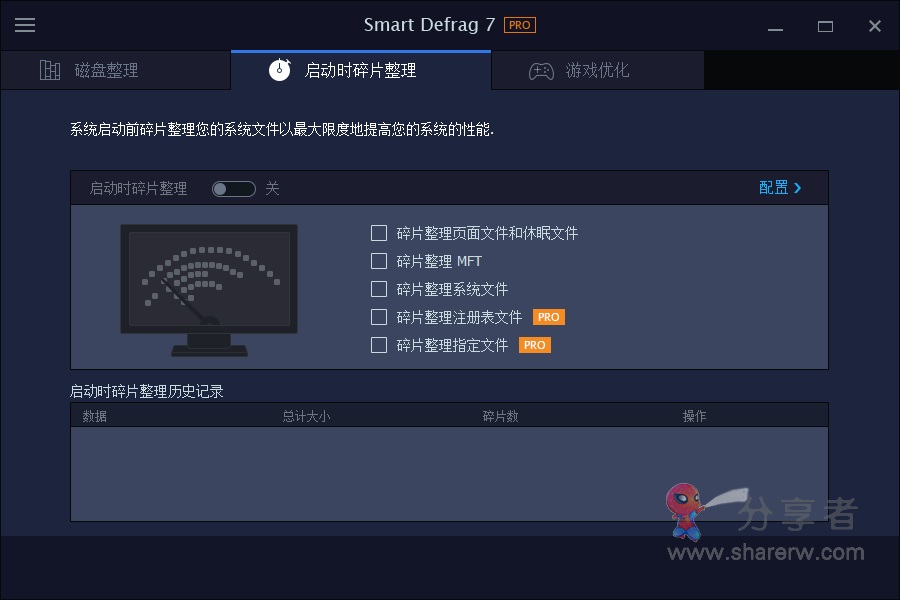 Smart Defrag 7 PRO
磁盘整理 启动时碎片整理 游戏优化
系统启动前碎片整理您的系统文件以最大限度地提高您的系统的性能.
启动时碎片整理 关 配置
碎片整理页面文件和休眠文件
碎片整理 MFT
碎片整理系统文件
碎片整理注册表文件 PRO
碎片整理指定文件 PRO
启动时碎片整理历史记录
数据 总计大小 碎片数 操作
分享者
www.sharerw.com